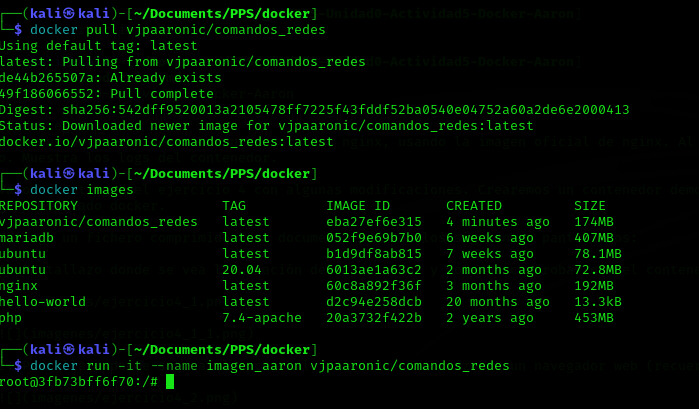 ┌──(kali㉿kali)-[~/Documents/PPS/docker]
└─$ docker pull vjpaaronic/comandos_redes
Using default tag: latest
latest: Pulling from vjpaaronic/comandos_redes
de44b265507a: Already exists
49f186066552: Pull complete
Digest: sha256:542dff9520013a2105478ff7225f43fddf52ba0540e04752a60a2de6e2000413
Status: Downloaded newer image for vjpaaronic/comandos_redes:latest
docker.io/vjpaaronic/comandos_redes:latest
┌──(kali㉿kali)-[~/Documents/PPS/docker]
└─$ docker images
REPOSITORY TAG IMAGE ID CREATED SIZE
vjpaaronic/comandos_redes latest eba27ef6e315 4 minutes ago 174MB
mariadb latest 052f9e69b7b0 6 weeks ago 407MB
ubuntu latest b1d9df8ab815 7 weeks ago 78.1MB
ubuntu 20.04 6013ae1a63c2 2 months ago 72.8MB
nginx latest 60c8a892f36f 3 months ago 192MB
hello-world latest d2c94e258dcb 20 months ago 13.3kB
php 7.4-apache 20a3732f422b 2 years ago 453MB
┌──(kali㉿kali)-[~/Documents/PPS/docker]
└─$ docker run -it --name imagen_aaron vjpaaronic/comandos_redes
root@3fb73bff6f70:/#